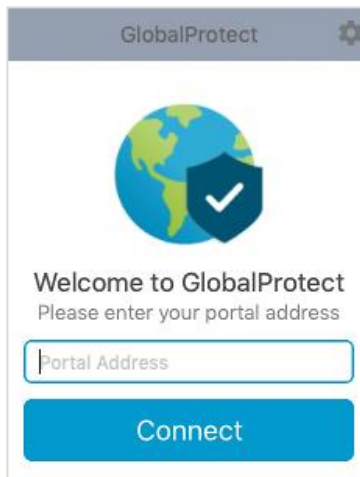 GlobalProtect
Welcome to GlobalProtect
Please enter your portal address
Portal Address
Connect